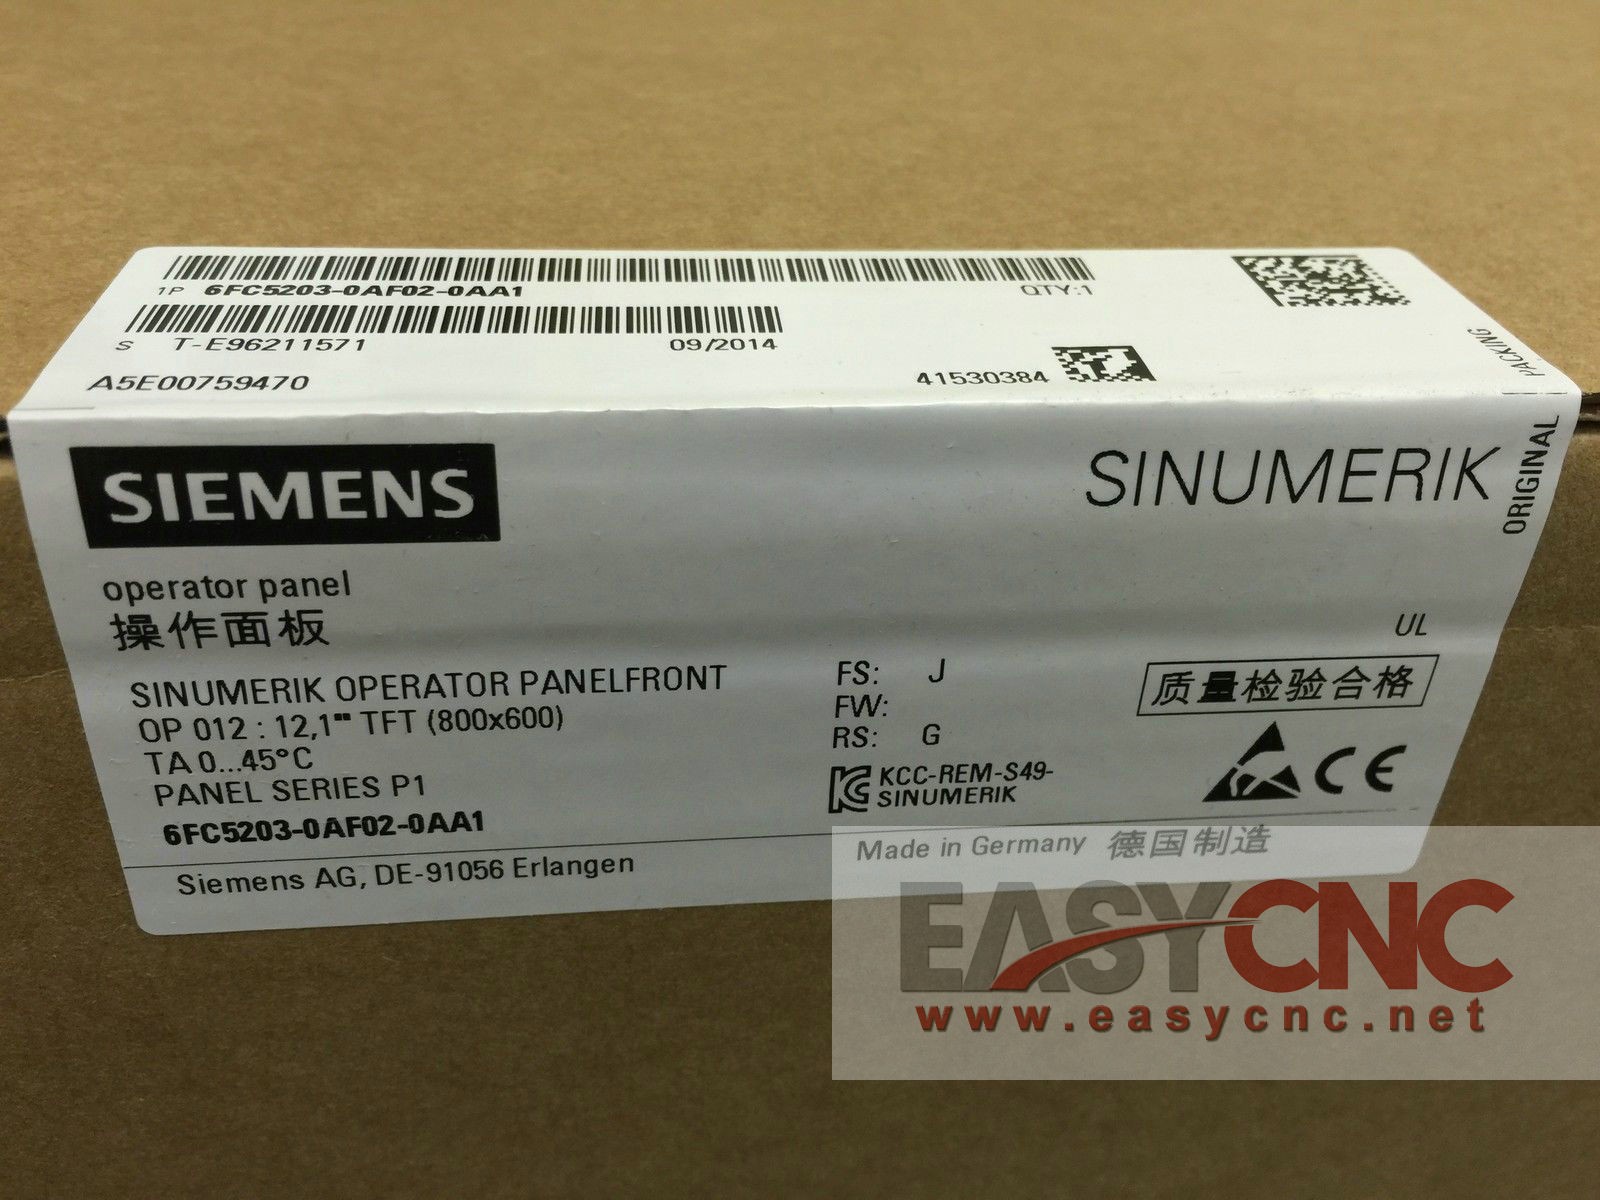 1P 6FC5203-0AF02-0AA1 QTY:1
S T-E96211571 09/2014
A5E00759470 41530384
ORIGINAL PACKING
SIEMENS
SINUMERIK
operator panel
操作面板
UL
SINUMERIK OPERATOR PANELFRONT
OP 012 : 12,1"" TFT (800x600)
TA 0...45°C
PANEL SERIES P1
6FC5203-0AF02-0AA1
FS: J
FW:
RS: G
KCC-REM-S49-
SINUMERIK
质量检验合格
CE
Siemens AG, DE-91056 Erlangen
Made in Germany 德国制造
EASYCNC
www.easycnc.net